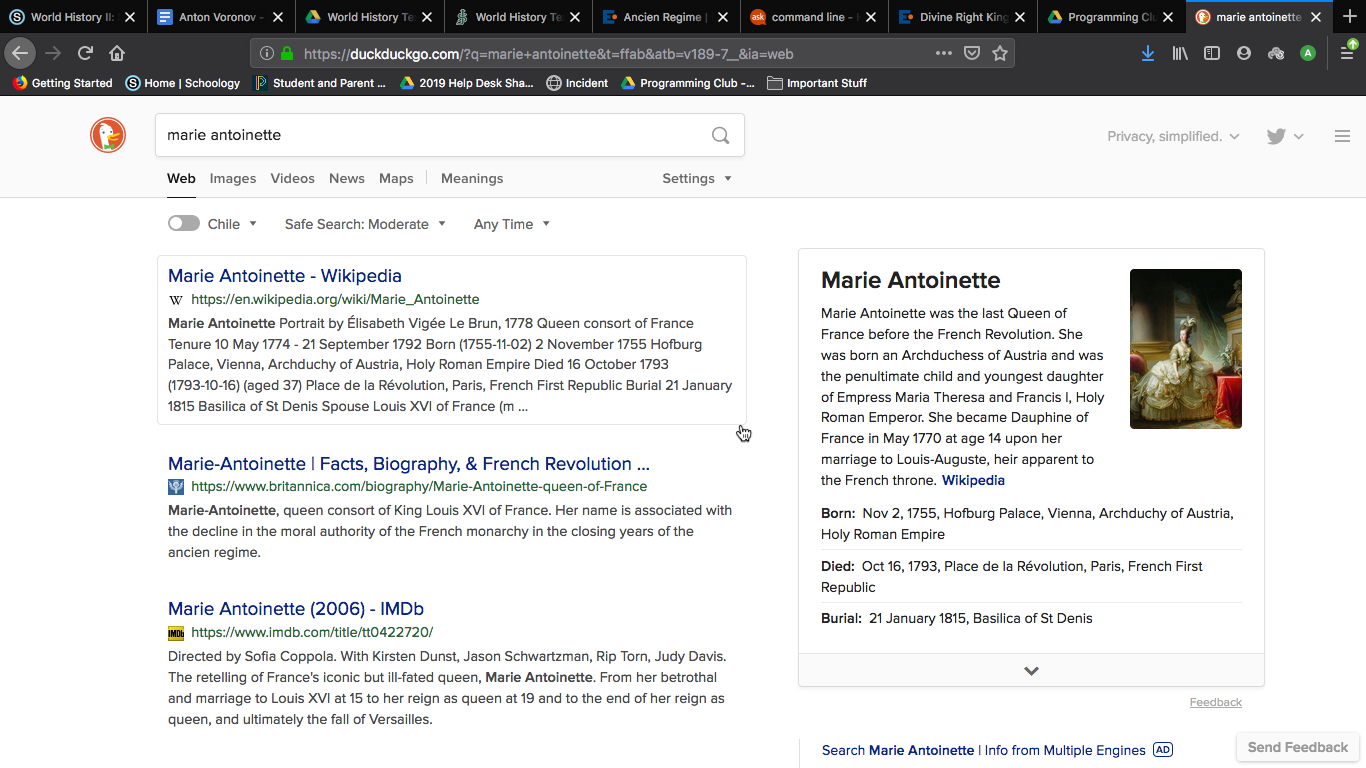 World History II:
Anton Voronov -
World History Te
World History Te
Ancien Regime |
command line -
Divine Right King
Programming Clu
marie antoinette
https://duckduckgo.com/?q=marie+antoinette&t=ffab&atb=v189-7__&ia=web
A
Getting Started
Home | Schoology
Student and Parent ...
2019 Help Desk Sha...
Incident
Programming Club -...
Important Stuff
marie antoinette
Privacy, simplified.
Web Images Videos News Maps Meanings Settings
Chile Safe Search: Moderate Any Time
Marie Antoinette - Wikipedia
W https://en.wikipedia.org/wiki/Marie_Antoinette
Marie Antoinette Portrait by Élisabeth Vigée Le Brun, 1778 Queen consort of France
Tenure 10 May 1774 - 21 September 1792 Born (1755-11-02) 2 November 1755 Hofburg
Palace, Vienna, Archduchy of Austria, Holy Roman Empire Died 16 October 1793
(1793-10-16) (aged 37) Place de la Révolution, Paris, French First Republic Burial 21 January
1815 Basilica of St Denis Spouse Louis XVI of France (m ...
Marie-Antoinette | Facts, Biography, & French Revolution ...
https://www.britannica.com/biography/Marie-Antoinette-queen-of-France
Marie-Antoinette, queen consort of King Louis XVI of France. Her name is associated with
the decline in the moral authority of the French monarchy in the closing years of the
ancien regime.
Marie Antoinette (2006) - IMDb
IMDb https://www.imdb.com/title/tt0422720/
Directed by Sofia Coppola. With Kirsten Dunst, Jason Schwartzman, Rip Torn, Judy Davis.
The retelling of France's iconic but ill-fated queen, Marie Antoinette. From her betrothal
and marriage to Louis XVI at 15 to her reign as queen at 19 and to the end of her reign as
queen, and ultimately the fall of Versailles.
Marie Antoinette
Marie Antoinette was the last Queen of
France before the French Revolution. She
was born an Archduchess of Austria and was
the penultimate child and youngest daughter
of Empress Maria Theresa and Francis I, Holy
Roman Emperor. She became Dauphine of
France in May 1770 at age 14 upon her
marriage to Louis-Auguste, heir apparent to
the French throne. Wikipedia
Born: Nov 2, 1755, Hofburg Palace, Vienna, Archduchy of Austria,
Holy Roman Empire
Died: Oct 16, 1793, Place de la Révolution, Paris, French First
Republic
Burial: 21 January 1815, Basilica of St Denis
Feedback
Search Marie Antoinette | Info from Multiple Engines AD
Send Feedback